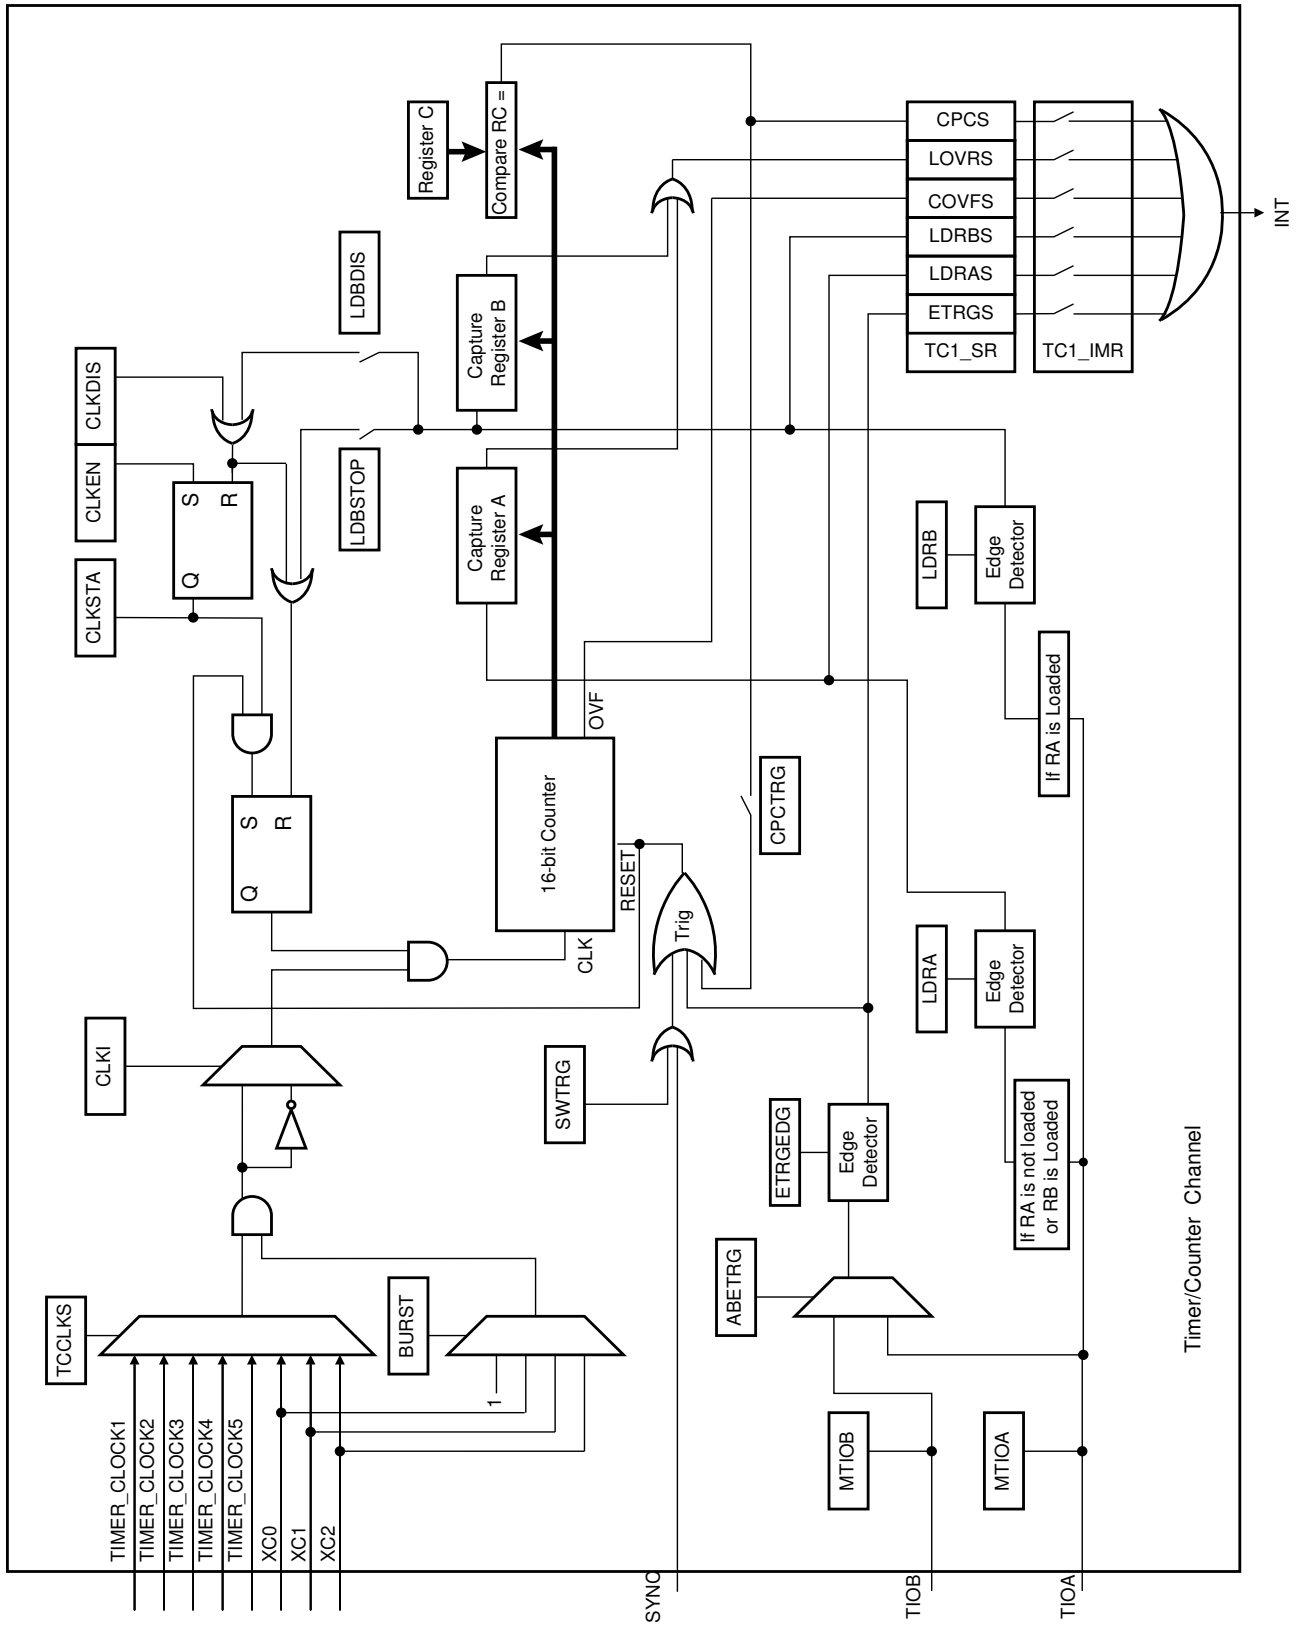 TCCLKS
TIMER_CLOCK1
TIMER_CLOCK2
TIMER_CLOCK3
TIMER_CLOCK4
TIMER_CLOCK5
XC0
XC1
XC2
CLKI
CLKSTA
CLKEN
CLKDIS
Q
S
R
Q
S
R
BURST
1
LDBSTOP
LDBDIS
Register C
Compare RC =
Capture
Register A
Capture
Register B
16-bit Counter
CLK
OVF
RESET
SWTRG
Trig
CPCTRG
SYNC
ABETRG
ETRGEDG
Edge
Detector
MTIOB
TIOB
MTIOA
TIOA
LDRA
Edge
Detector
If RA is not loaded
or RB is Loaded
LDRB
Edge
Detector
If RA is Loaded
CPCS
LOVRS
COVFS
LDRBS
LDRAS
ETRGS
TC1_SR
TC1_IMR
INT
Timer/Counter Channel